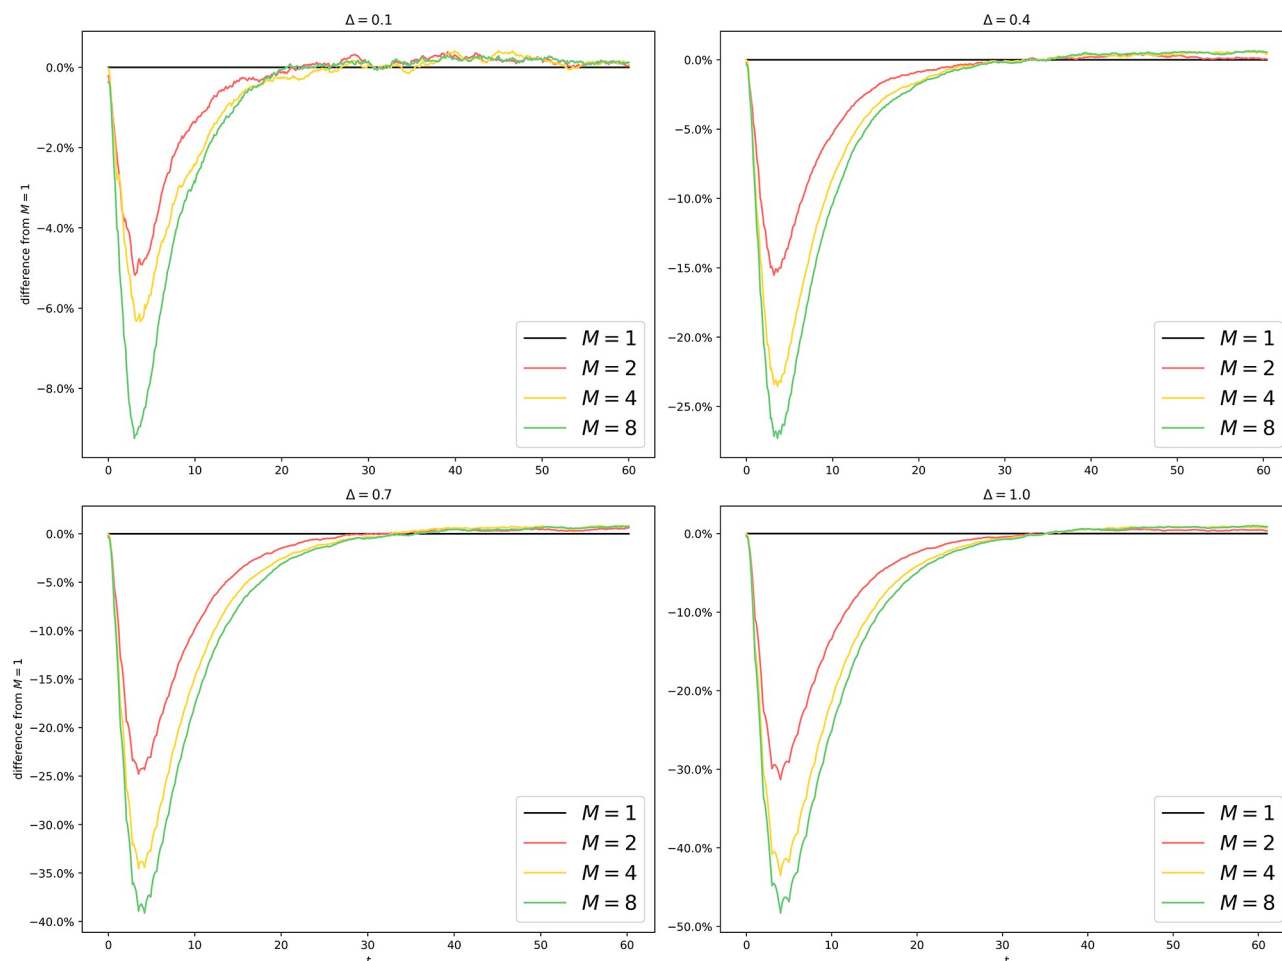 Δ = 0.1
difference from M = 1
0.0%
−2.0%
−4.0%
−6.0%
−8.0%
0 10 20 30 40 50 60
M = 1
M = 2
M = 4
M = 8
Δ = 0.4
0.0%
−5.0%
−10.0%
−15.0%
−20.0%
−25.0%
0 10 20 30 40 50 60
M = 1
M = 2
M = 4
M = 8
Δ = 0.7
difference from M = 1
0.0%
−5.0%
−10.0%
−15.0%
−20.0%
−25.0%
−30.0%
−35.0%
−40.0%
0 10 20 30 40 50 60
t
M = 1
M = 2
M = 4
M = 8
Δ = 1.0
0.0%
−10.0%
−20.0%
−30.0%
−40.0%
−50.0%
0 10 20 30 40 50 60
t
M = 1
M = 2
M = 4
M = 8